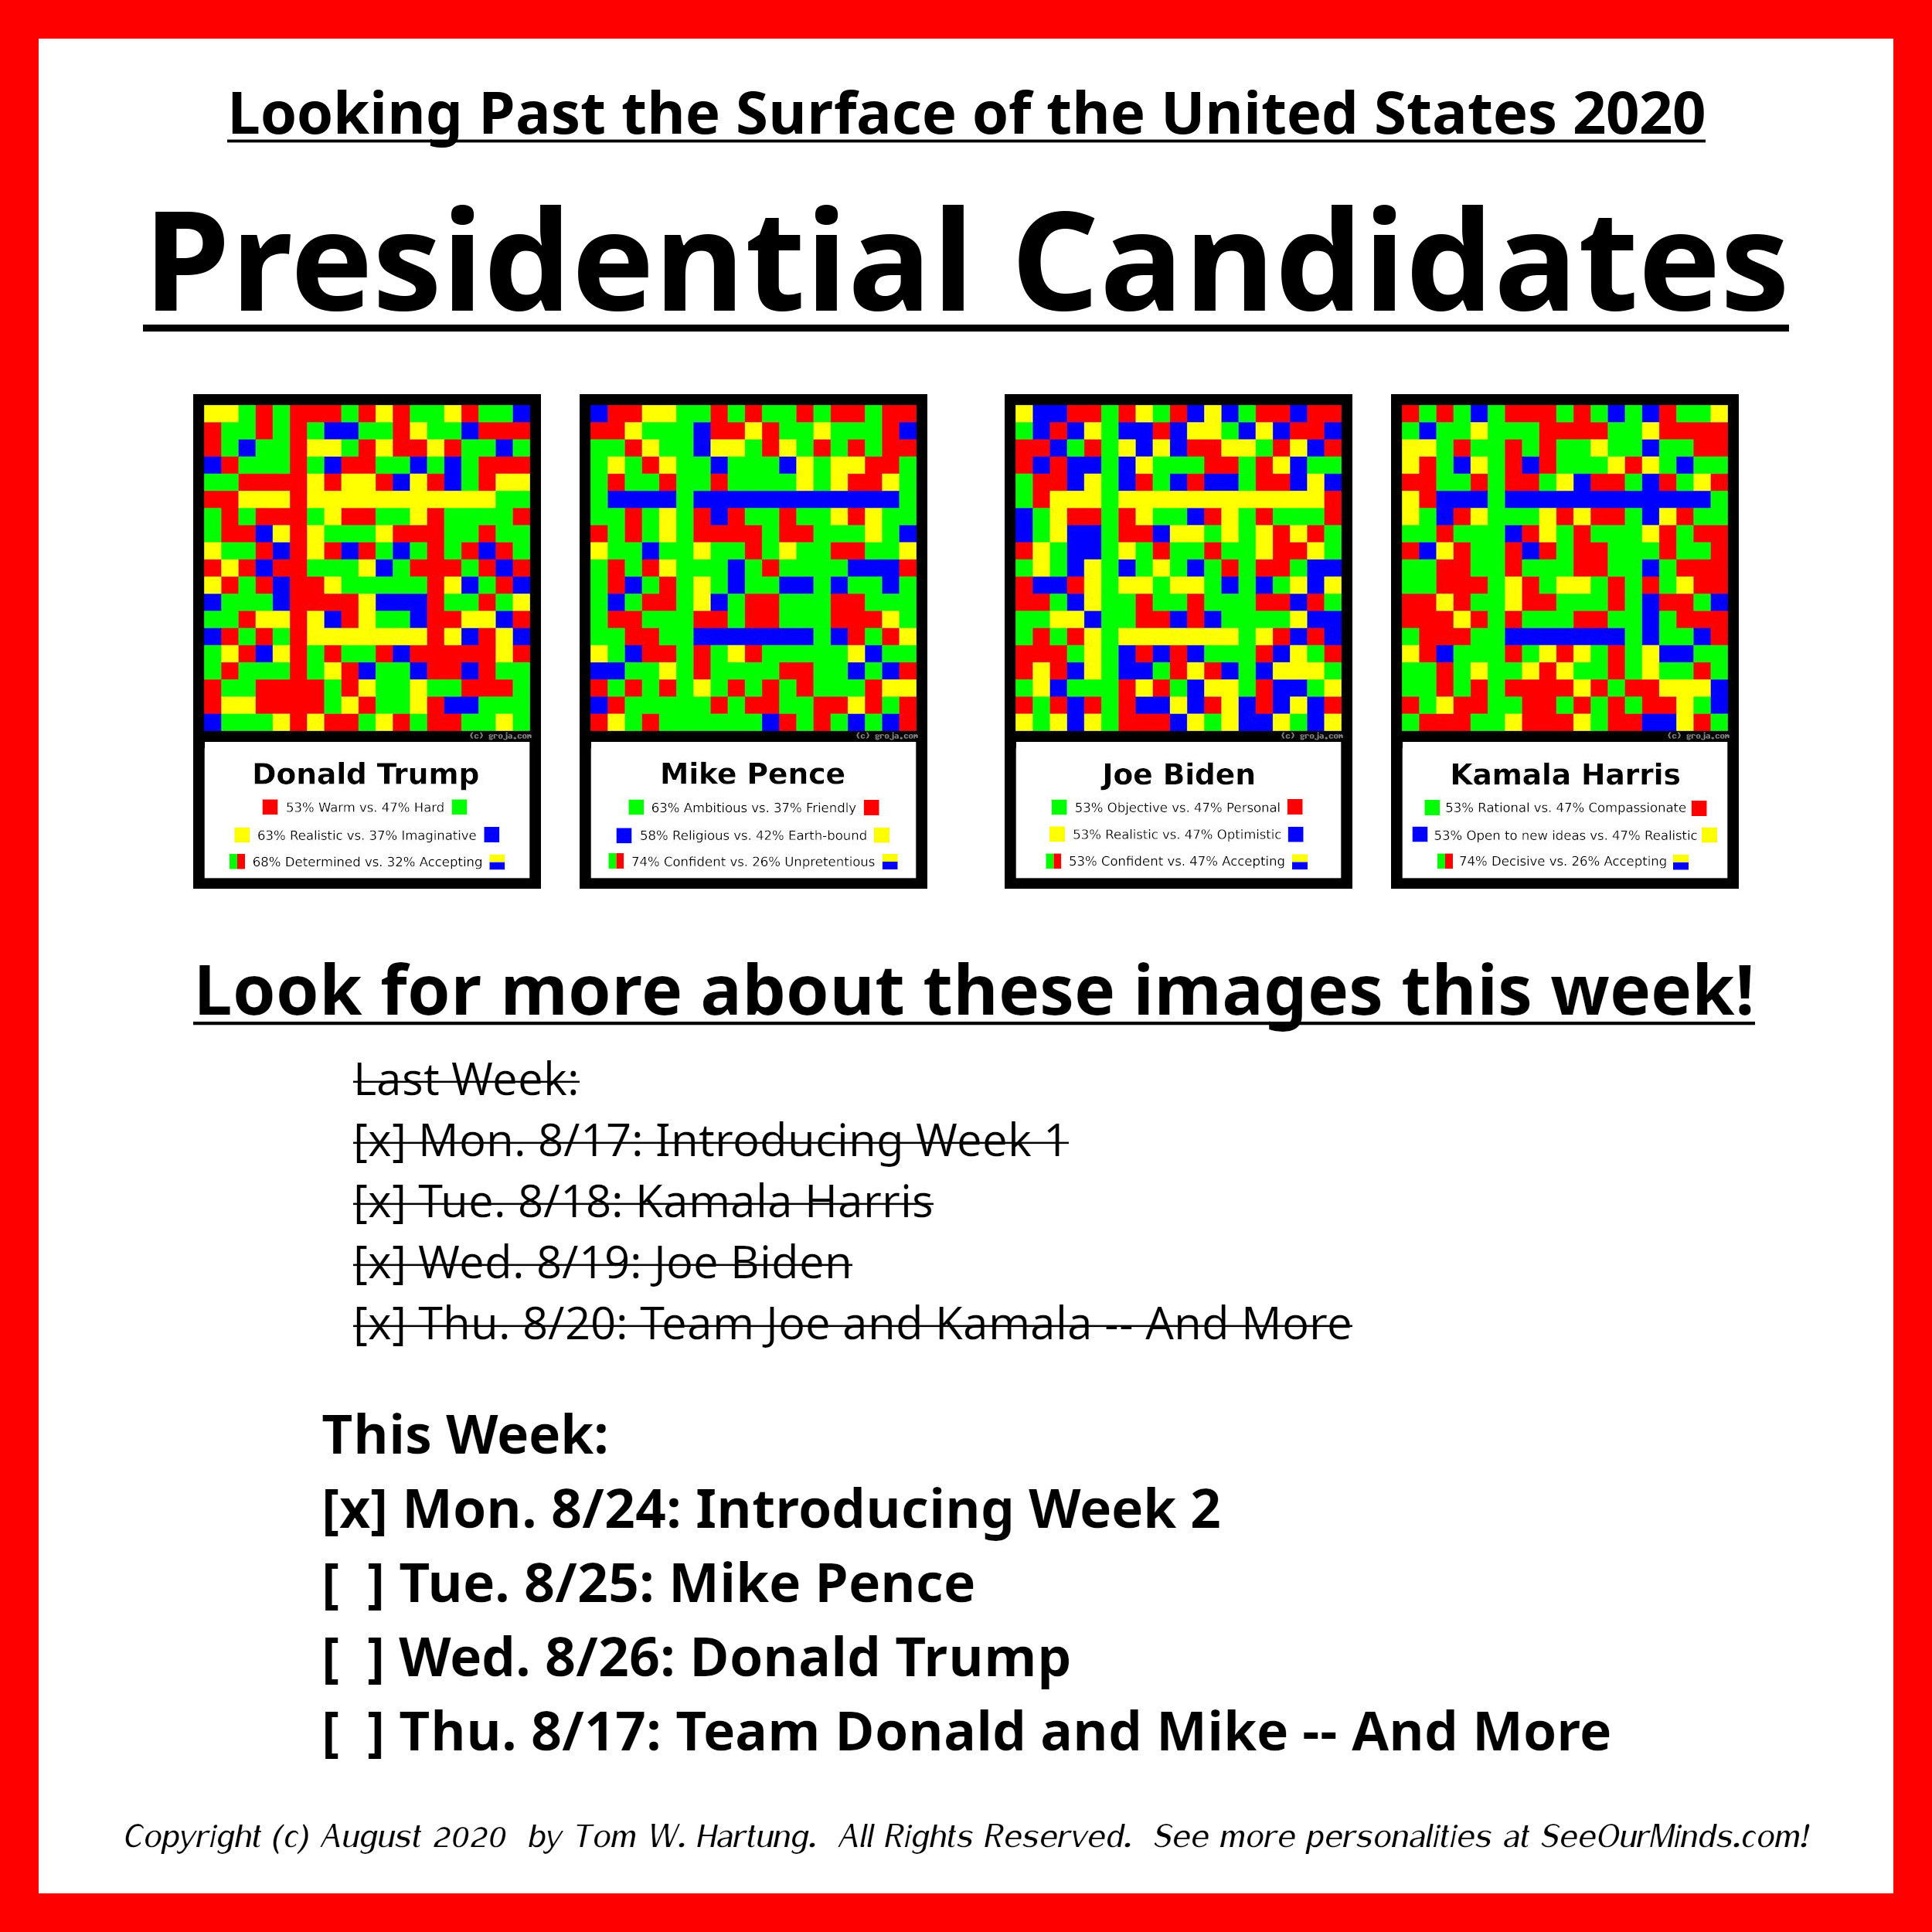 Looking Past the Surface of the United States 2020
Presidential Candidates
(c) groja.com
Donald Trump
53% Warm vs. 47% Hard
63% Realistic vs. 37% Imaginative
68% Determined vs. 32% Accepting
(c) groja.com
Mike Pence
63% Ambitious vs. 37% Friendly
58% Religious vs. 42% Earth-bound
74% Confident vs. 26% Unpretentious
(c) groja.com
Joe Biden
53% Objective vs. 47% Personal
53% Realistic vs. 47% Optimistic
53% Confident vs. 47% Accepting
(c) groja.com
Kamala Harris
53% Rational vs. 47% Compassionate
53% Open to new ideas vs. 47% Realistic
74% Decisive vs. 26% Accepting
Look for more about these images this week!
Last Week:
[x] Mon. 8/17: Introducing Week 1
[x] Tue. 8/18: Kamala Harris
[x] Wed. 8/19: Joe Biden
[x] Thu. 8/20: Team Joe and Kamala -- And More
This Week:
[x] Mon. 8/24: Introducing Week 2
[ ] Tue. 8/25: Mike Pence
[ ] Wed. 8/26: Donald Trump
[ ] Thu. 8/17: Team Donald and Mike -- And More
Copyright (c) August 2020 by Tom W. Hartung. All Rights Reserved. See more personalities at SeeOurMinds.com!